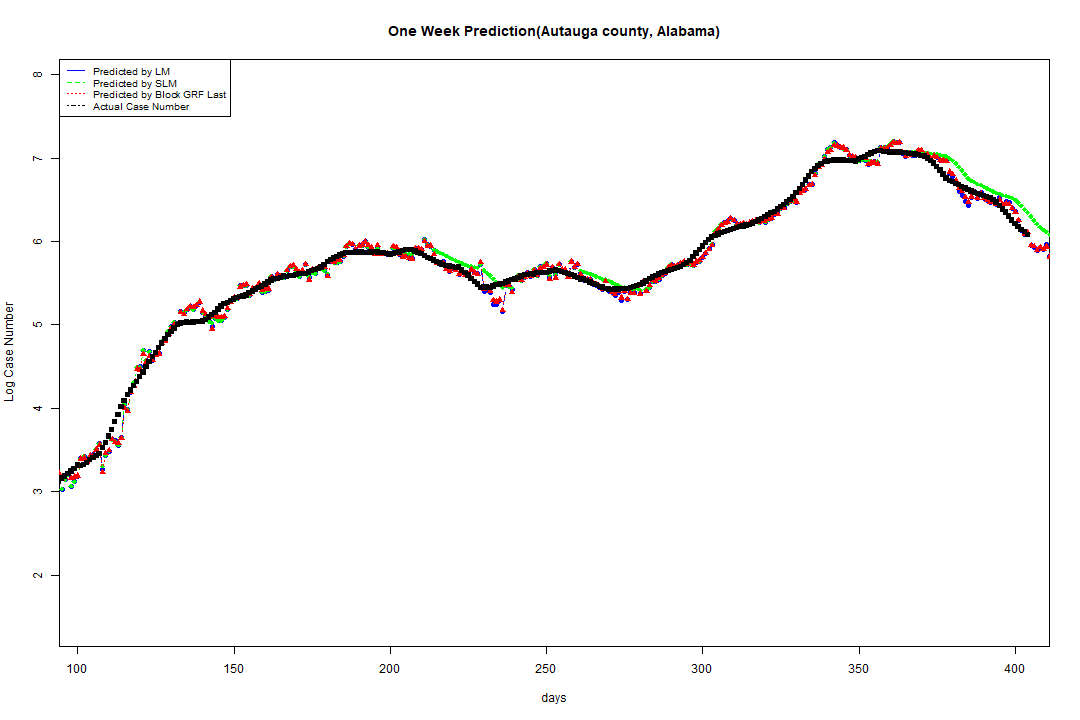 One Week Prediction(Autauga county, Alabama)
Predicted by LM
Predicted by SLM
Predicted by Block GRF Last
Actual Case Number
Log Case Number
8
7
6
5
4
3
2
100 150 200 250 300 350 400
days